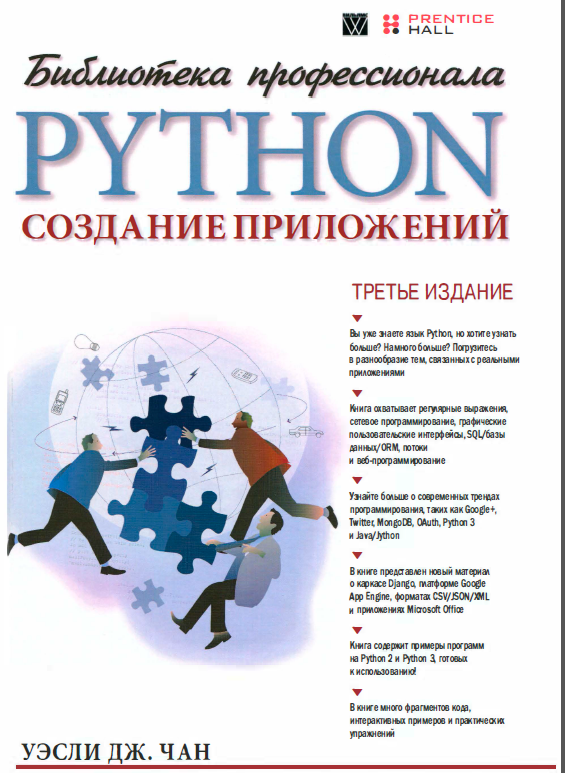 PRENTICE
HALL
Библиотека профессионала
PYTHON
СОЗДАНИЕ ПРИЛОЖЕНИЙ
ТРЕТЬЕ ИЗДАНИЕ
Вы уже знаете язык Python, но хотите узнать
больше? Намного больше? Погрузитесь
в разнообразие тем, связанных с реальными
приложениями
Книга охватывает регулярные выражения,
сетевое программирование, графические
пользовательские интерфейсы, SQL/базы
данных/ORM, потоки
и веб-программирование
Узнайте больше о современных трендах
программирования, таких как Google+,
Twitter, MongoDB, OAuth, Python 3
и Java/Jython
В книге представлен новый материал
о каркасе Django, платформе Google
App Engine, форматах CSV/JSON/XML
и приложениях Microsoft Office
Книга содержит примеры программ
на Python 2 и Python 3, готовых
к использованию!
В книге много фрагментов кода,
интерактивных примеров и практических
упражнений
УЭСЛИ ДЖ. ЧАН